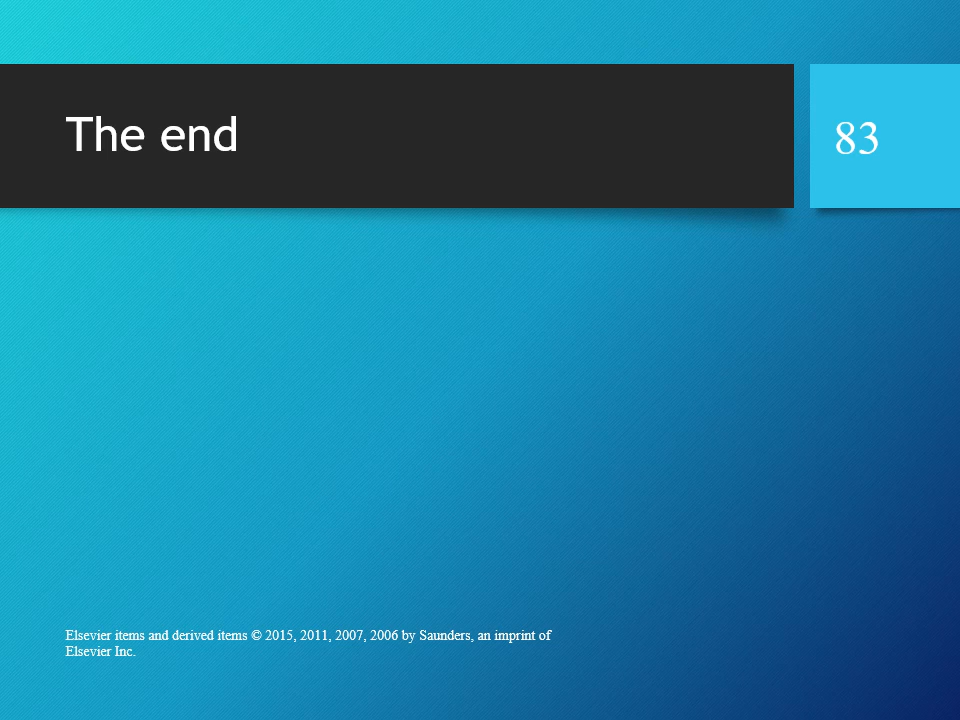 The end
83
Elsevier items and derived items © 2015, 2011, 2007, 2006 by Saunders, an imprint of
Elsevier Inc.